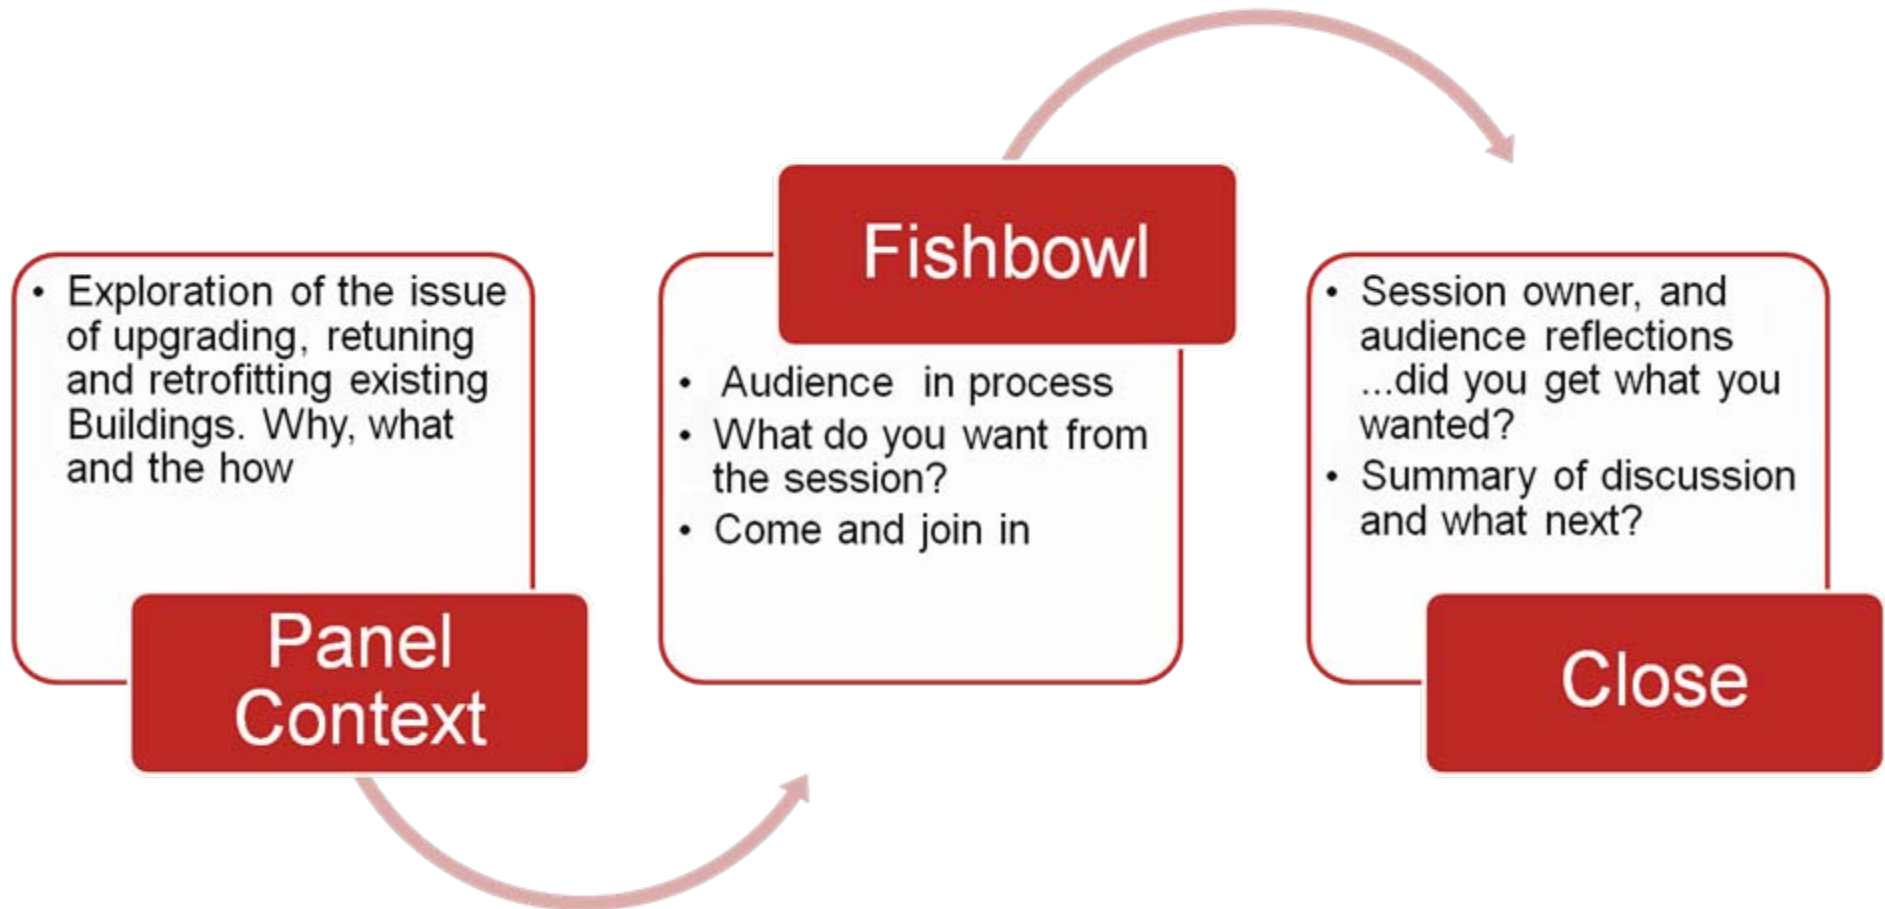 • Exploration of the issue
of upgrading, retuning
and retrofitting existing
Buildings. Why, what
and the how
Panel
Context
Fishbowl
• Audience in process
• What do you want from
the session?
• Come and join in
• Session owner, and
audience reflections
...did you get what you
wanted?
• Summary of discussion
and what next?
Close